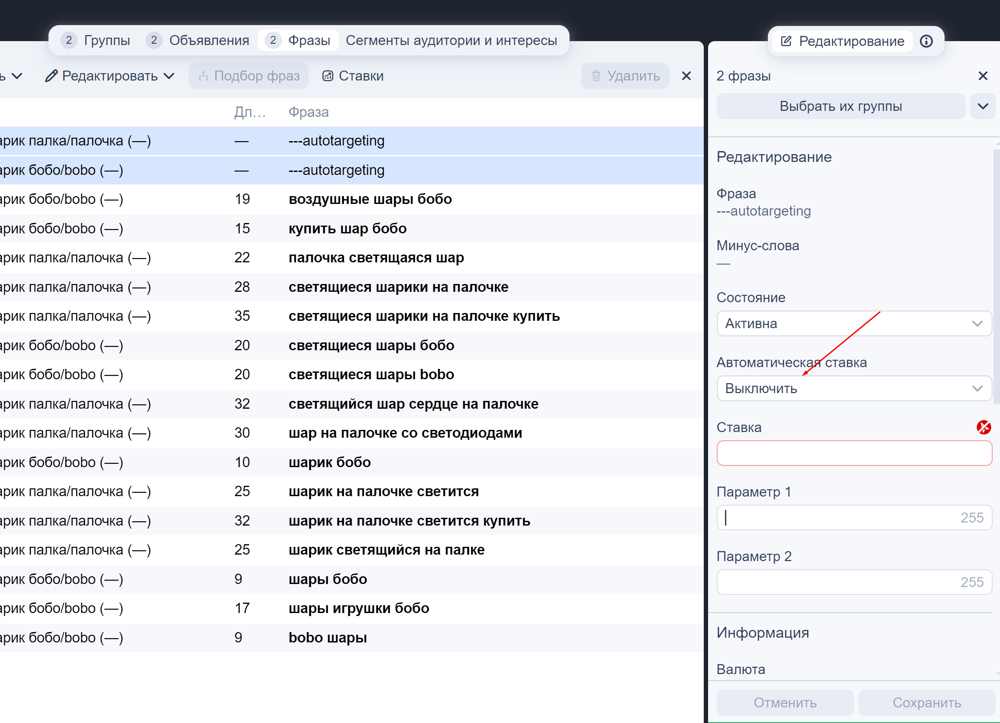 2 Группы 2 Объявления 2 Фразы Сегменты аудитории и интересы
Редактировать Подбор фраз Ставки Удалить
Дл... Фраза
арик палка/палочка (—) — ---autotargeting
арик бобо/bobo (—) — ---autotargeting
арик бобо/bobo (—) 19 воздушные шары бобо
арик бобо/bobo (—) 15 купить шар бобо
арик палка/палочка (—) 22 палочка светящаяся шар
арик палка/палочка (—) 28 светящиеся шарики на палочке
арик палка/палочка (—) 35 светящиеся шарики на палочке купить
арик бобо/bobo (—) 20 светящиеся шары бобо
арик бобо/bobo (—) 20 светящиеся шары bobo
арик палка/палочка (—) 32 светящийся шар сердце на палочке
арик палка/палочка (—) 30 шар на палочке со светодиодами
арик бобо/bobo (—) 10 шарик бобо
арик палка/палочка (—) 25 шарик на палочке светится
арик палка/палочка (—) 32 шарик на палочке светится купить
арик палка/палочка (—) 25 шарик светящийся на палке
арик бобо/bobo (—) 9 шары бобо
арик бобо/bobo (—) 17 шары игрушки бобо
арик бобо/bobo (—) 9 bobo шары
Редактирование
2 фразы
Выбрать их группы
Редактирование
Фраза
---autotargeting
Минус-слова
—
Состояние
Активна
Автоматическая ставка
Выключить
Ставка
Параметр 1
255
Параметр 2
255
Информация
Валюта
Отменить Сохранить